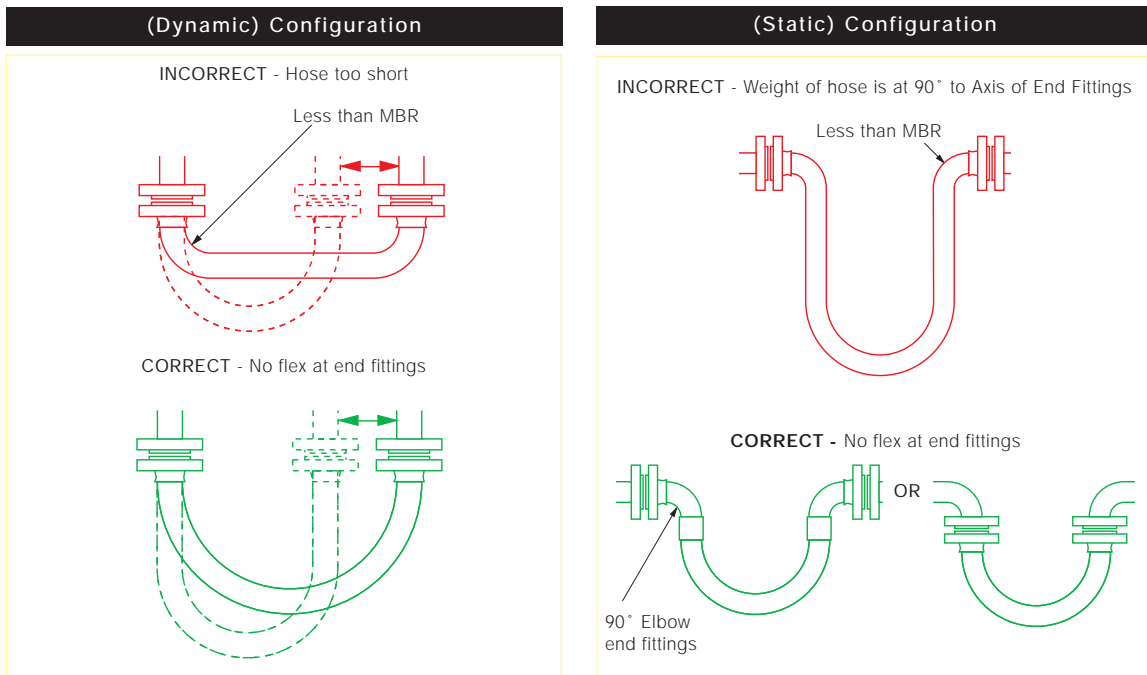 (Dynamic) Configuration
INCORRECT - Hose too short
Less than MBR
CORRECT - No flex at end fittings
(Static) Configuration
INCORRECT - Weight of hose is at 90˚ to Axis of End Fittings
Less than MBR
CORRECT - No flex at end fittings
OR
90˚ Elbow
end fittings